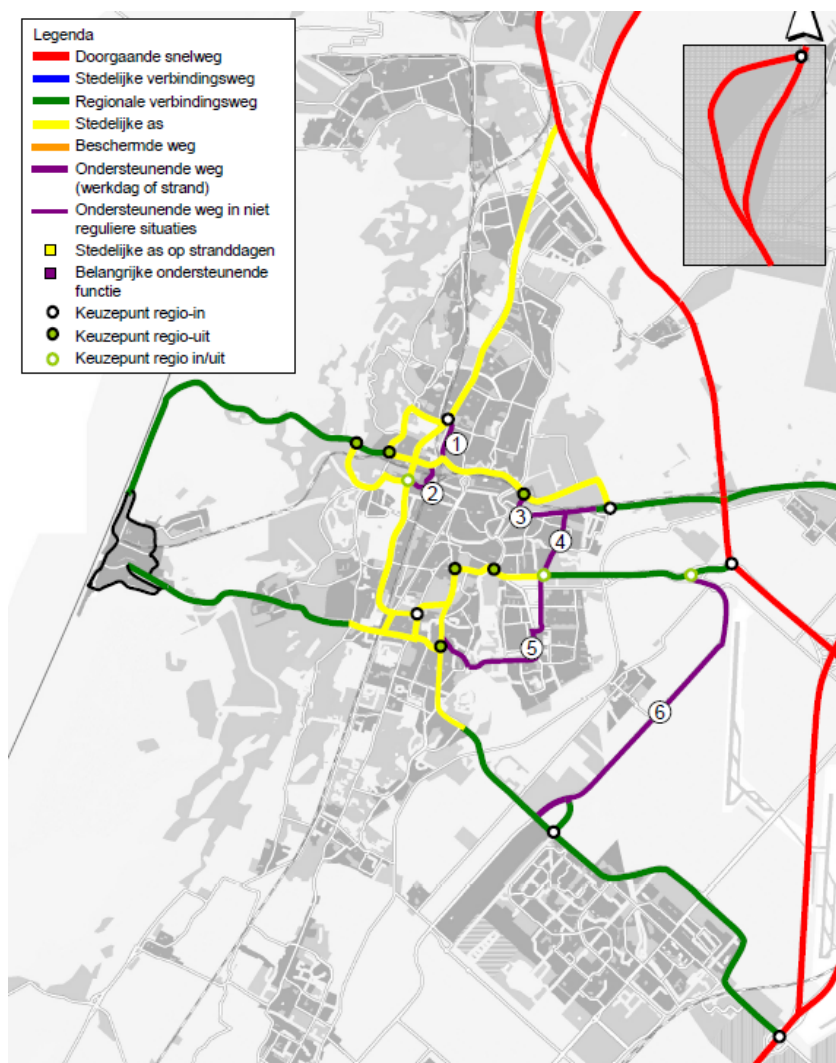 Legenda
Doorgaande snelweg
Stedelijke verbindingsweg
Regionale verbindingsweg
Stedelijke as
Beschermde weg
Ondersteunende weg
(werkdag of strand)
Ondersteunende weg in niet
reguliere situaties
Stedelijke as op stranddagen
Belangrijke ondersteunende
functie
Keuzepunt regio-in
Keuzepunt regio-uit
Keuzepunt regio in/uit
1
2
3
4
5
6